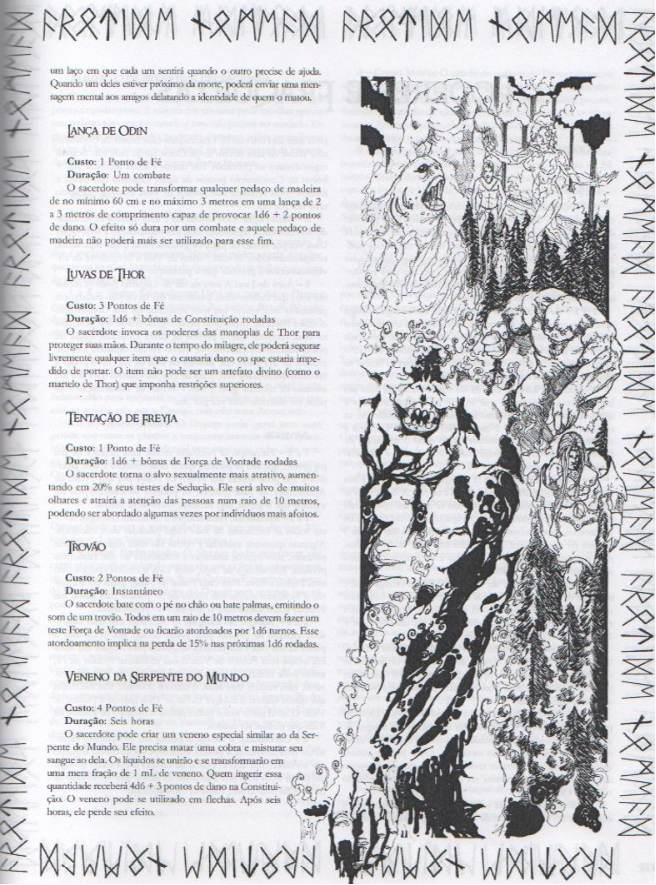 um laço em que cada um sentirá quando o outro precise de ajuda.
Quando um deles estiver próximo da morte, poderá enviar uma men-
sagem mental aos amigos delatando a identidade de quem o matou.
LANÇA DE ODIN
Custo: 1 Ponto de Fé
Duração: Um combate
O sacerdote pode transformar qualquer pedaço de madeira
de no mínimo 60 cm e no máximo 3 metros em uma lança de 2
a 3 metros de comprimento capaz de provocar 1d6 + 2 pontos
de dano. O efeito só dura por um combate e aquele pedaço de
madeira não poderá mais ser utilizado para esse fim.
LUVAS DE THOR
Custo: 3 Pontos de Fé
Duração: 1d6 + bônus de Constituição rodadas
O sacerdote invoca os poderes das manoplas de Thor para
proteger suas mãos. Durante o tempo do milagre, ele poderá segurar
livremente qualquer item que o causaria dano ou que estaria impe-
dido de portar. O item não pode ser um artefato divino (como o
martelo de Thor) que imponha restrições superiores.
TENTAÇÃO DE FREYJA
Custo: 1 Ponto de Fé
Duração: 1d6 + bônus de Força de Vontade rodadas
O sacerdote torna o alvo sexualmente mais atrativo, aumen-
tando em 20% seus testes de Sedução. Ele será alvo de muitos
olhares e atrairá a atenção das pessoas num raio de 10 metros,
podendo ser abordado algumas vezes por indivíduos mais afoitos.
TROVÃO
Custo: 2 Pontos de Fé
Duração: Instantâneo
O sacerdote bate com o pé no chão ou bate palmas, emitindo o
som de um trovão. Todos em um raio de 10 metros devem fazer um
teste Força de Vontade ou ficarão atordoados por 1d6 turnos. Esse
atordoamento implica na perda de 15% nas próximas 1d6 rodadas.
VENENO DA SERPENTE DO MUNDO
Custo: 4 Pontos de Fé
Duração: Seis horas
O sacerdote pode criar um veneno especial similar ao da Ser-
pente do Mundo. Ele precisa matar uma cobra e misturar seu
sangue ao dela. Os líquidos se unirão e se transformarão em
uma mera fração de 1 mL de veneno. Quem ingerir essa
quantidade receberá 4d6 + 3 pontos de dano na Constitui-
ção. O veneno pode se utilizado em flechas. Após seis
horas, ele perde seu efeito.